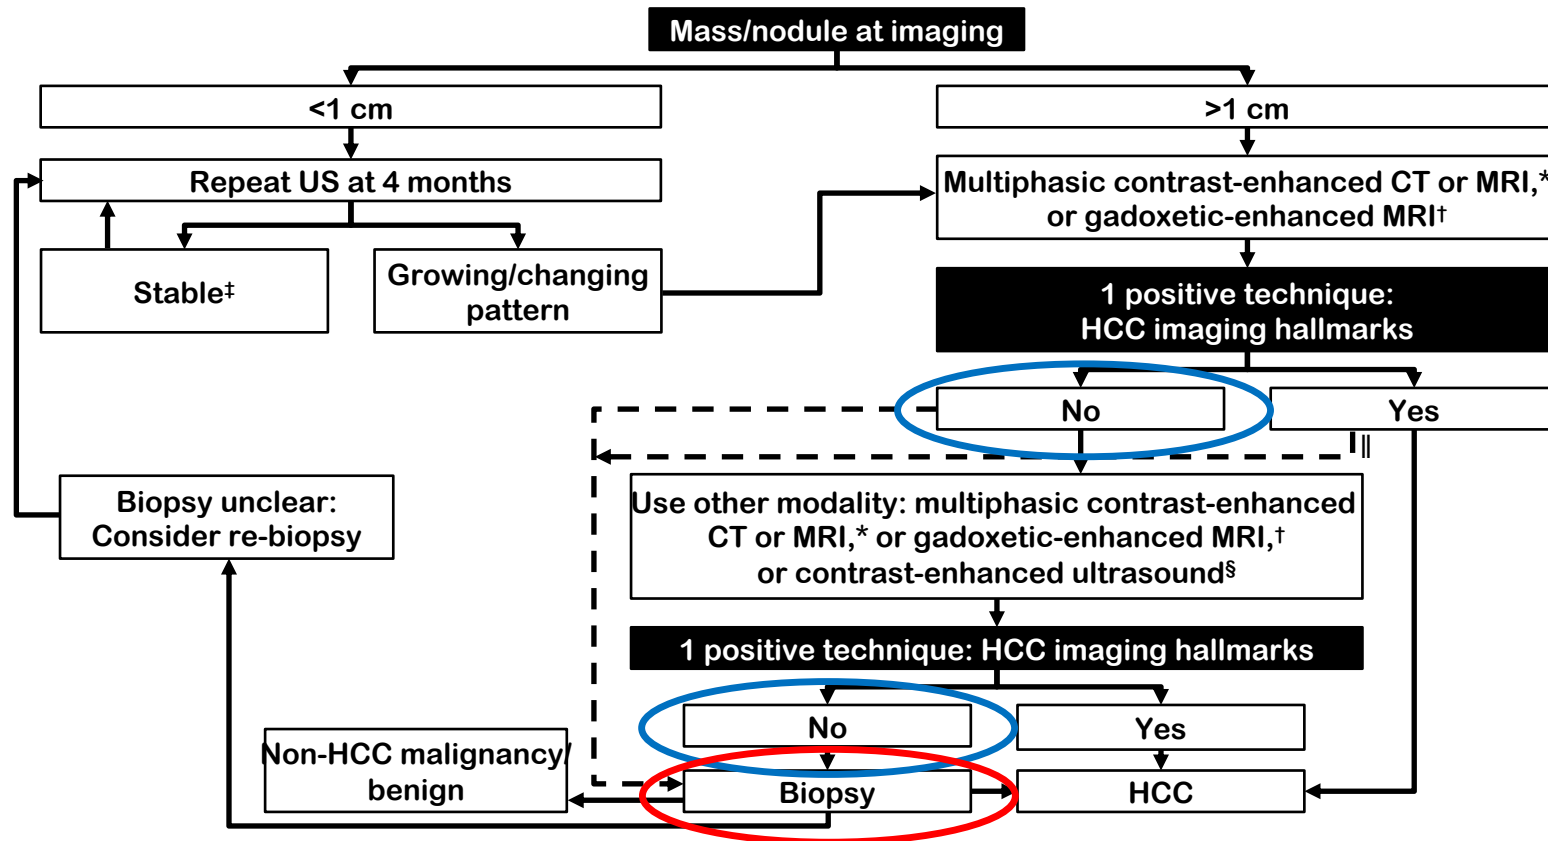 Mass/nodule at imaging
<1 cm
>1 cm
Repeat US at 4 months
Multiphasic contrast-enhanced CT or MRI,*
or gadoxetic-enhanced MRI†
Stable‡
Growing/changing
pattern
1 positive technique:
HCC imaging hallmarks
No
Yes
||
Biopsy unclear:
Consider re-biopsy
Use other modality: multiphasic contrast-enhanced
CT or MRI,* or gadoxetic-enhanced MRI,†
or contrast-enhanced ultrasound§
1 positive technique: HCC imaging hallmarks
No
Yes
Non-HCC malignancy/
benign
Biopsy
HCC